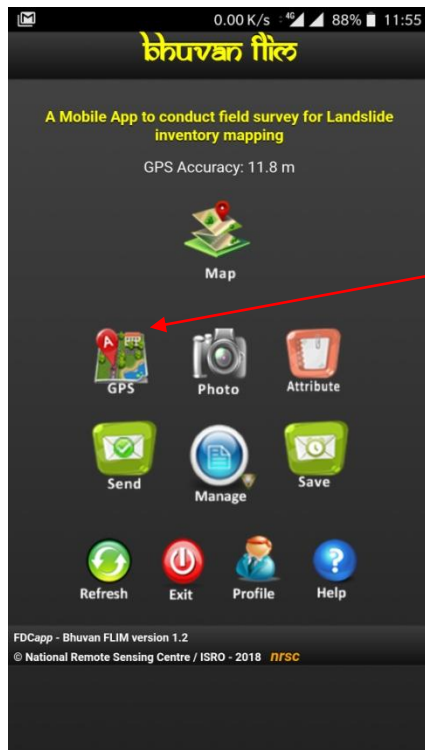 0.00 K/s 4G 88% 11:55
bhuvan flim
A Mobile App to conduct field survey for Landslide
inventory mapping
GPS Accuracy: 11.8 m
Map
A
GPS Photo Attribute
Send Manage Save
Refresh Exit Profile Help
?
FDCapp - Bhuvan FLIM version 1.2
© National Remote Sensing Centre / ISRO - 2018 nrsc